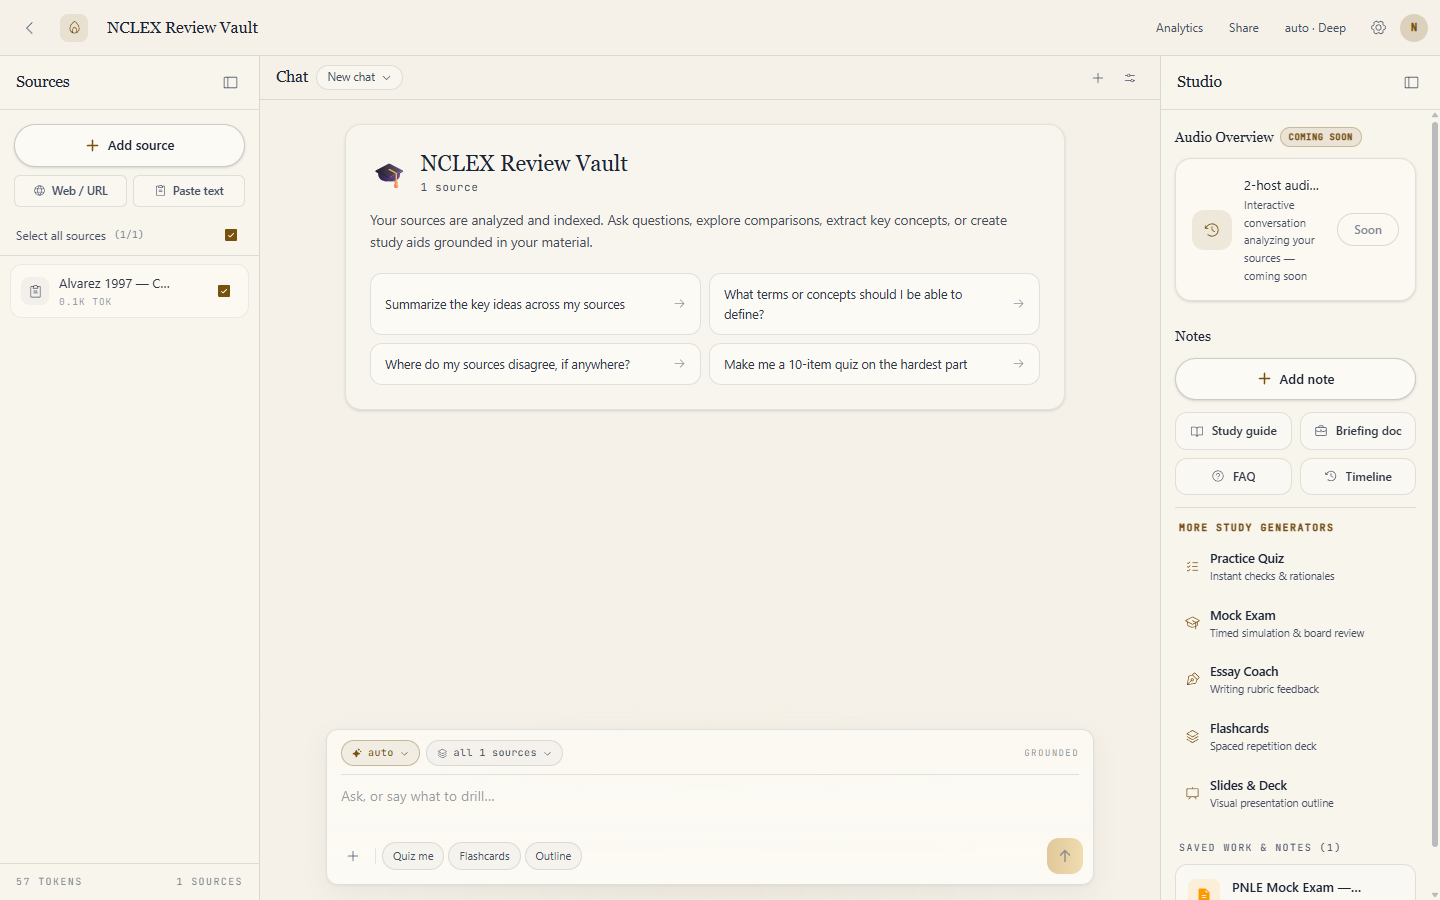 NCLEX Review Vault
Analytics
Share
auto · Deep
N
Sources
Add source
Web / URL
Paste text
Select all sources (1/1)
Alvarez 1997 — C...
0.1K TOK
57 TOKENS
1 SOURCES
Chat
New chat
NCLEX Review Vault
1 source
Your sources are analyzed and indexed. Ask questions, explore comparisons, extract key concepts, or create
study aids grounded in your material.
Summarize the key ideas across my sources
What terms or concepts should I be able to
define?
Where do my sources disagree, if anywhere?
Make me a 10-item quiz on the hardest part
auto
all 1 sources
GROUNDED
Ask, or say what to drill...
Quiz me
Flashcards
Outline
Studio
Audio Overview
COMING SOON
2-host audi...
Interactive
conversation
analyzing your
sources —
coming soon
Soon
Notes
Add note
Study guide
Briefing doc
FAQ
Timeline
MORE STUDY GENERATORS
Practice Quiz
Instant checks & rationales
Mock Exam
Timed simulation & board review
Essay Coach
Writing rubric feedback
Flashcards
Spaced repetition deck
Slides & Deck
Visual presentation outline
SAVED WORK & NOTES (1)
PNLE Mock Exam —...